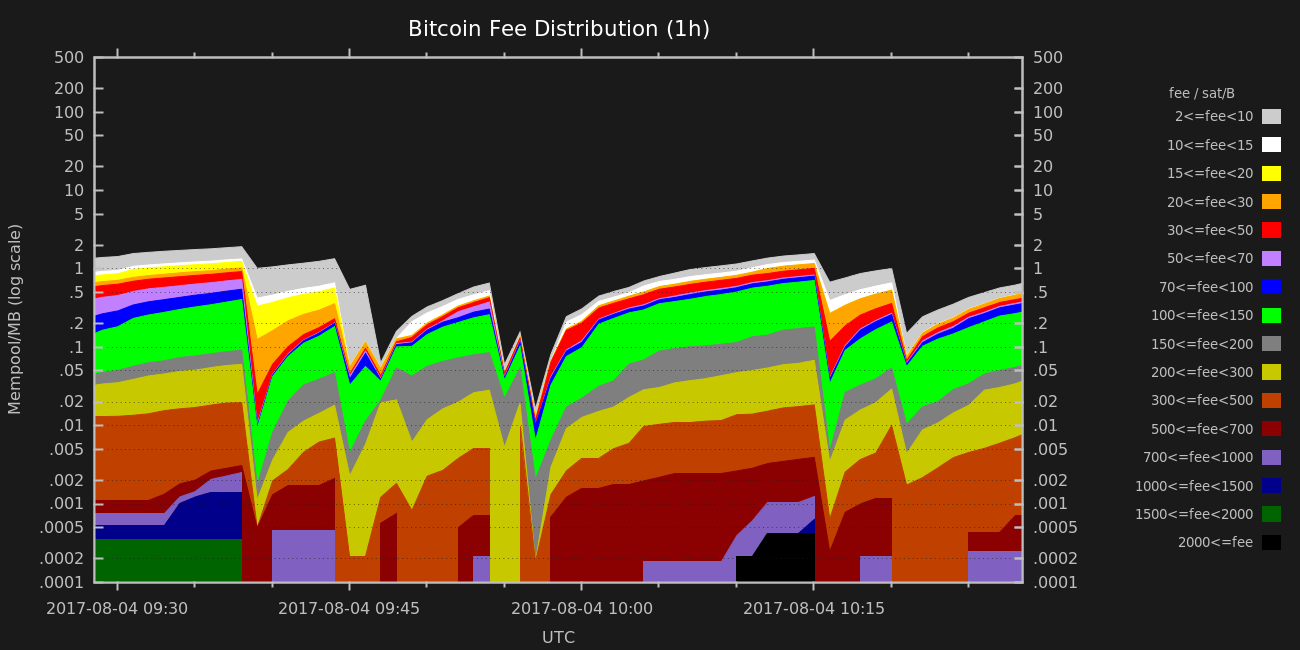 Bitcoin Fee Distribution (1h)
500
200
100
50
20
10
5
2
1
.5
.2
.1
.05
.02
.01
.005
.002
.001
.0005
.0002
.0001
Mempool/MB (log scale)
500
200
100
50
20
10
5
2
1
.5
.2
.1
.05
.02
.01
.005
.002
.001
.0005
.0002
.0001
2017-08-04 09:30 2017-08-04 09:45 2017-08-04 10:00 2017-08-04 10:15
UTC
fee / sat/B
2<=fee<10
10<=fee<15
15<=fee<20
20<=fee<30
30<=fee<50
50<=fee<70
70<=fee<100
100<=fee<150
150<=fee<200
200<=fee<300
300<=fee<500
500<=fee<700
700<=fee<1000
1000<=fee<1500
1500<=fee<2000
2000<=fee